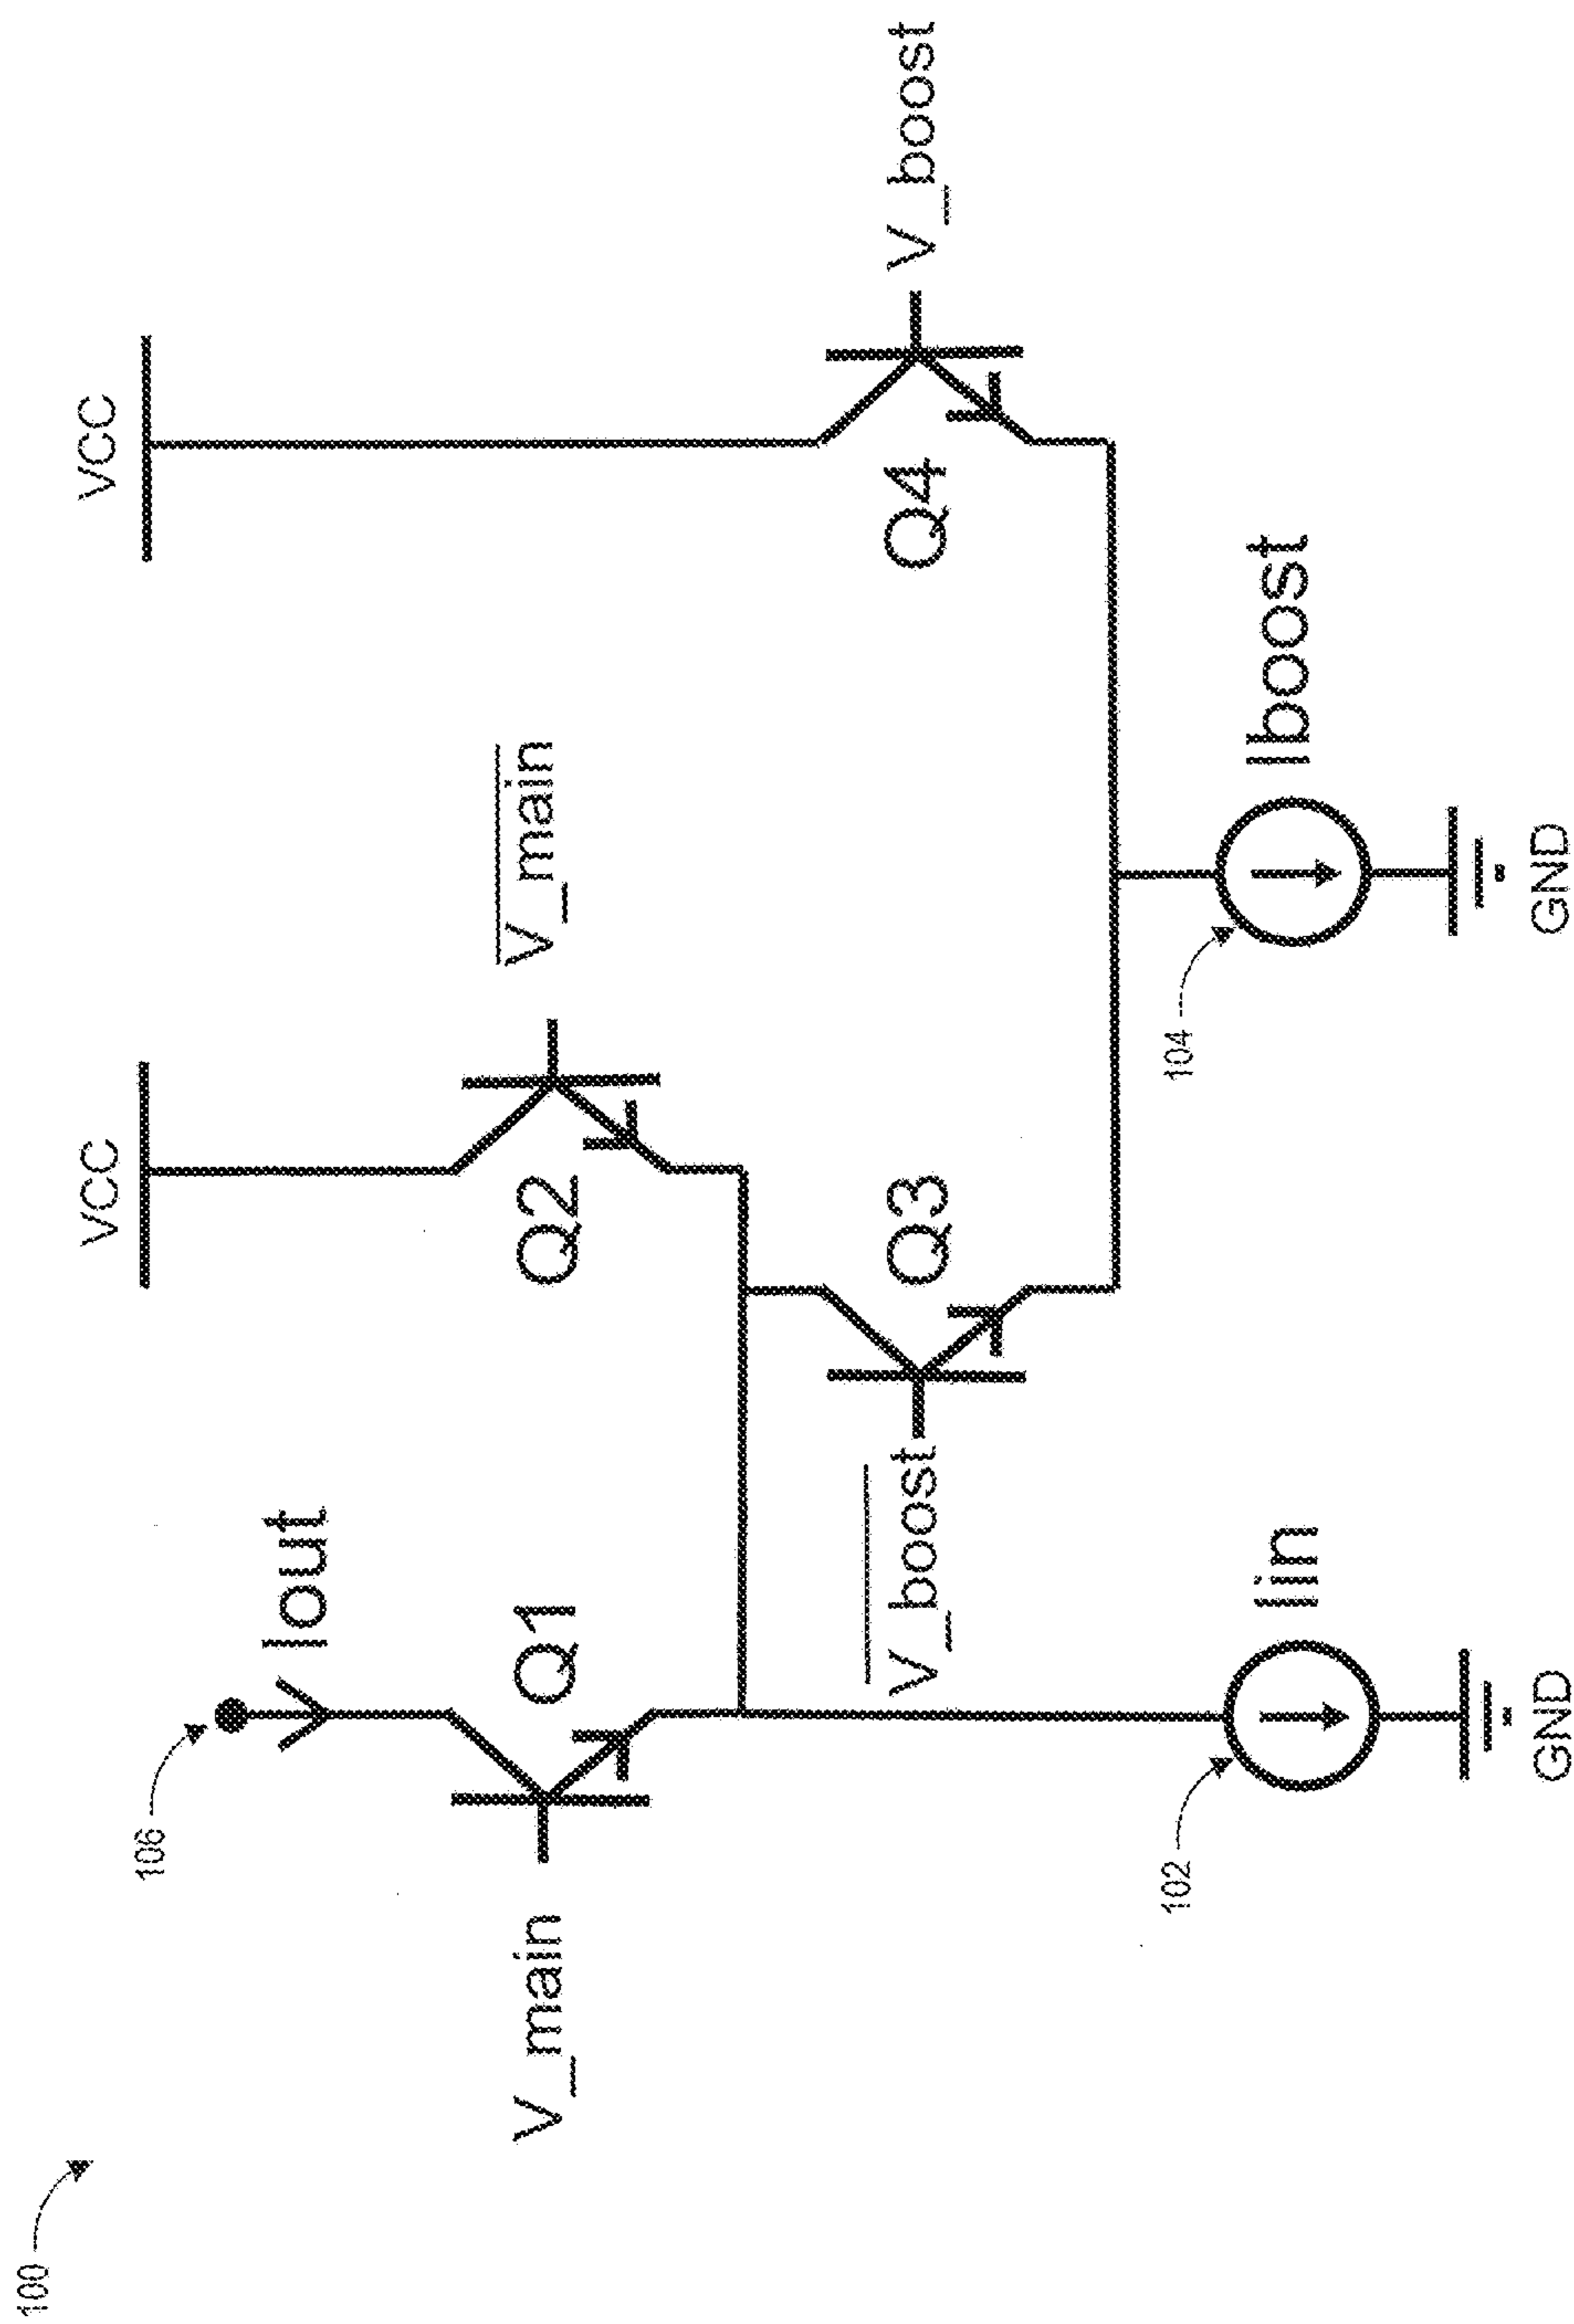 100
106
Iout
VCC
VCC
V_main
Q1
Q2
V_main
V_boost
Q3
Q4
V_boost
102
Iin
104
Iboost
GND
GND